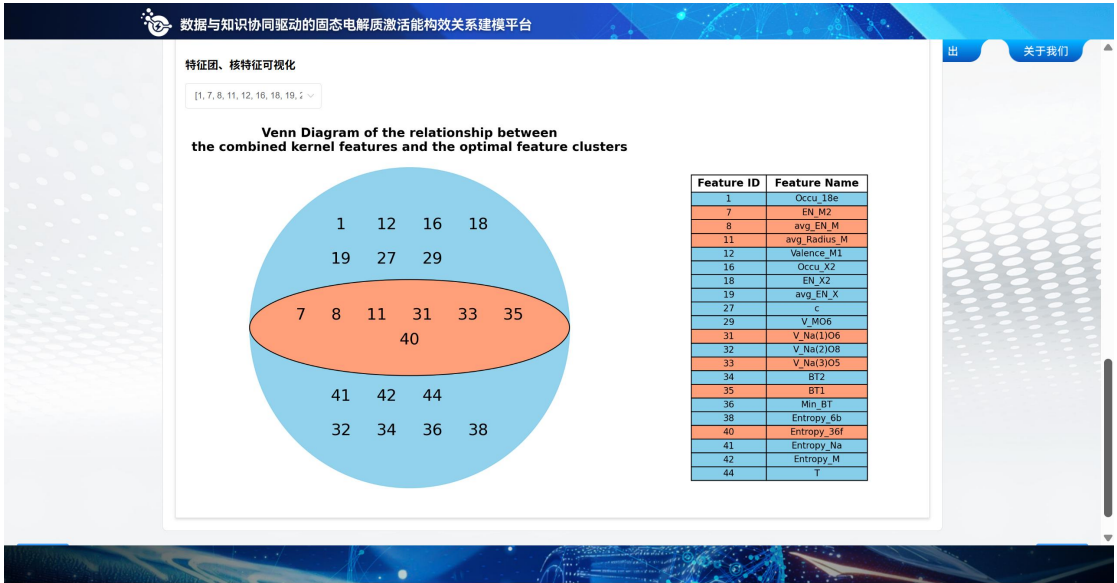 数据与知识协同驱动的固态电解质激活能构效关系建模平台
出
关于我们
特征团、核特征可视化
[1, 7, 8, 11, 12, 16, 18, 19, 2
Venn Diagram of the relationship between
the combined kernel features and the optimal feature clusters
1 12 16 18
19 27 29
7 8 11 31 33 35
40
41 42 44
32 34 36 38
Feature ID Feature Name
1 Occu_18e
7 EN_M2
8 avg_EN_M
11 avg_Radius_M
12 Valence_M1
16 Occu_X2
18 EN_X2
19 avg_EN_X
27 c
29 V_MO6
31 V_Na(1)O6
32 V_Na(2)O8
33 V_Na(3)O5
34 BT2
35 BT1
36 Min_BT
38 Entropy_6b
40 Entropy_36f
41 Entropy_Na
42 Entropy_M
44 T